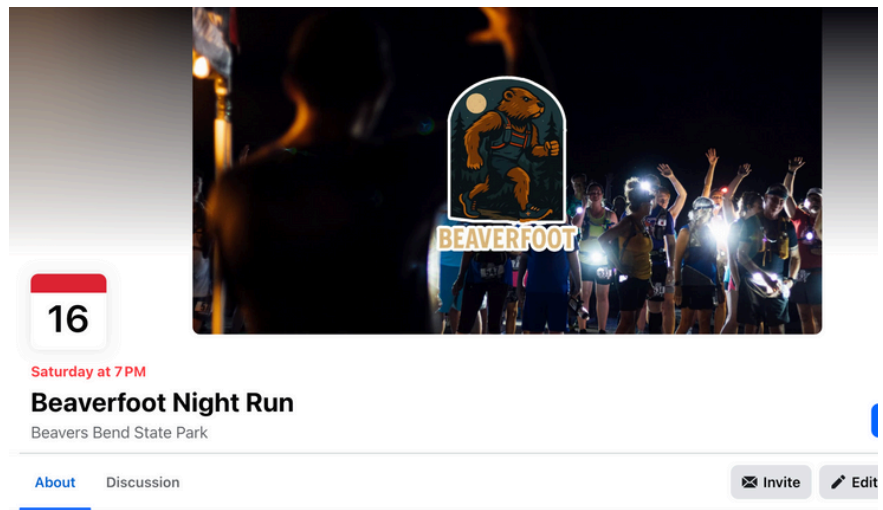 BEAVERFOOT
16
Saturday at 7 PM
Beaverfoot Night Run
Beavers Bend State Park
About Discussion Invite Edit